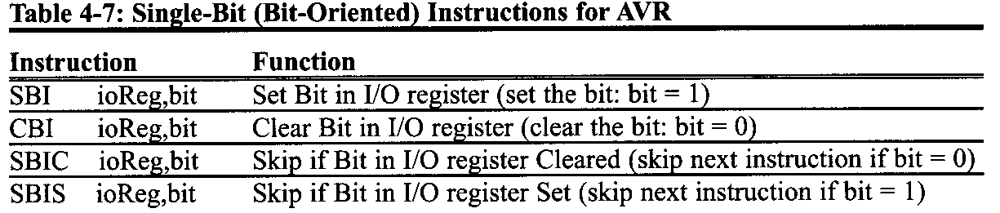 Table 4-7: Single-Bit (Bit-Oriented) Instructions for AVR
Instruction Function
SBI ioReg,bit Set Bit in I/O register (set the bit: bit = 1)
CBI ioReg,bit Clear Bit in I/O register (clear the bit: bit = 0)
SBIC ioReg,bit Skip if Bit in I/O register Cleared (skip next instruction if bit = 0)
SBIS ioReg,bit Skip if Bit in I/O register Set (skip next instruction if bit = 1)